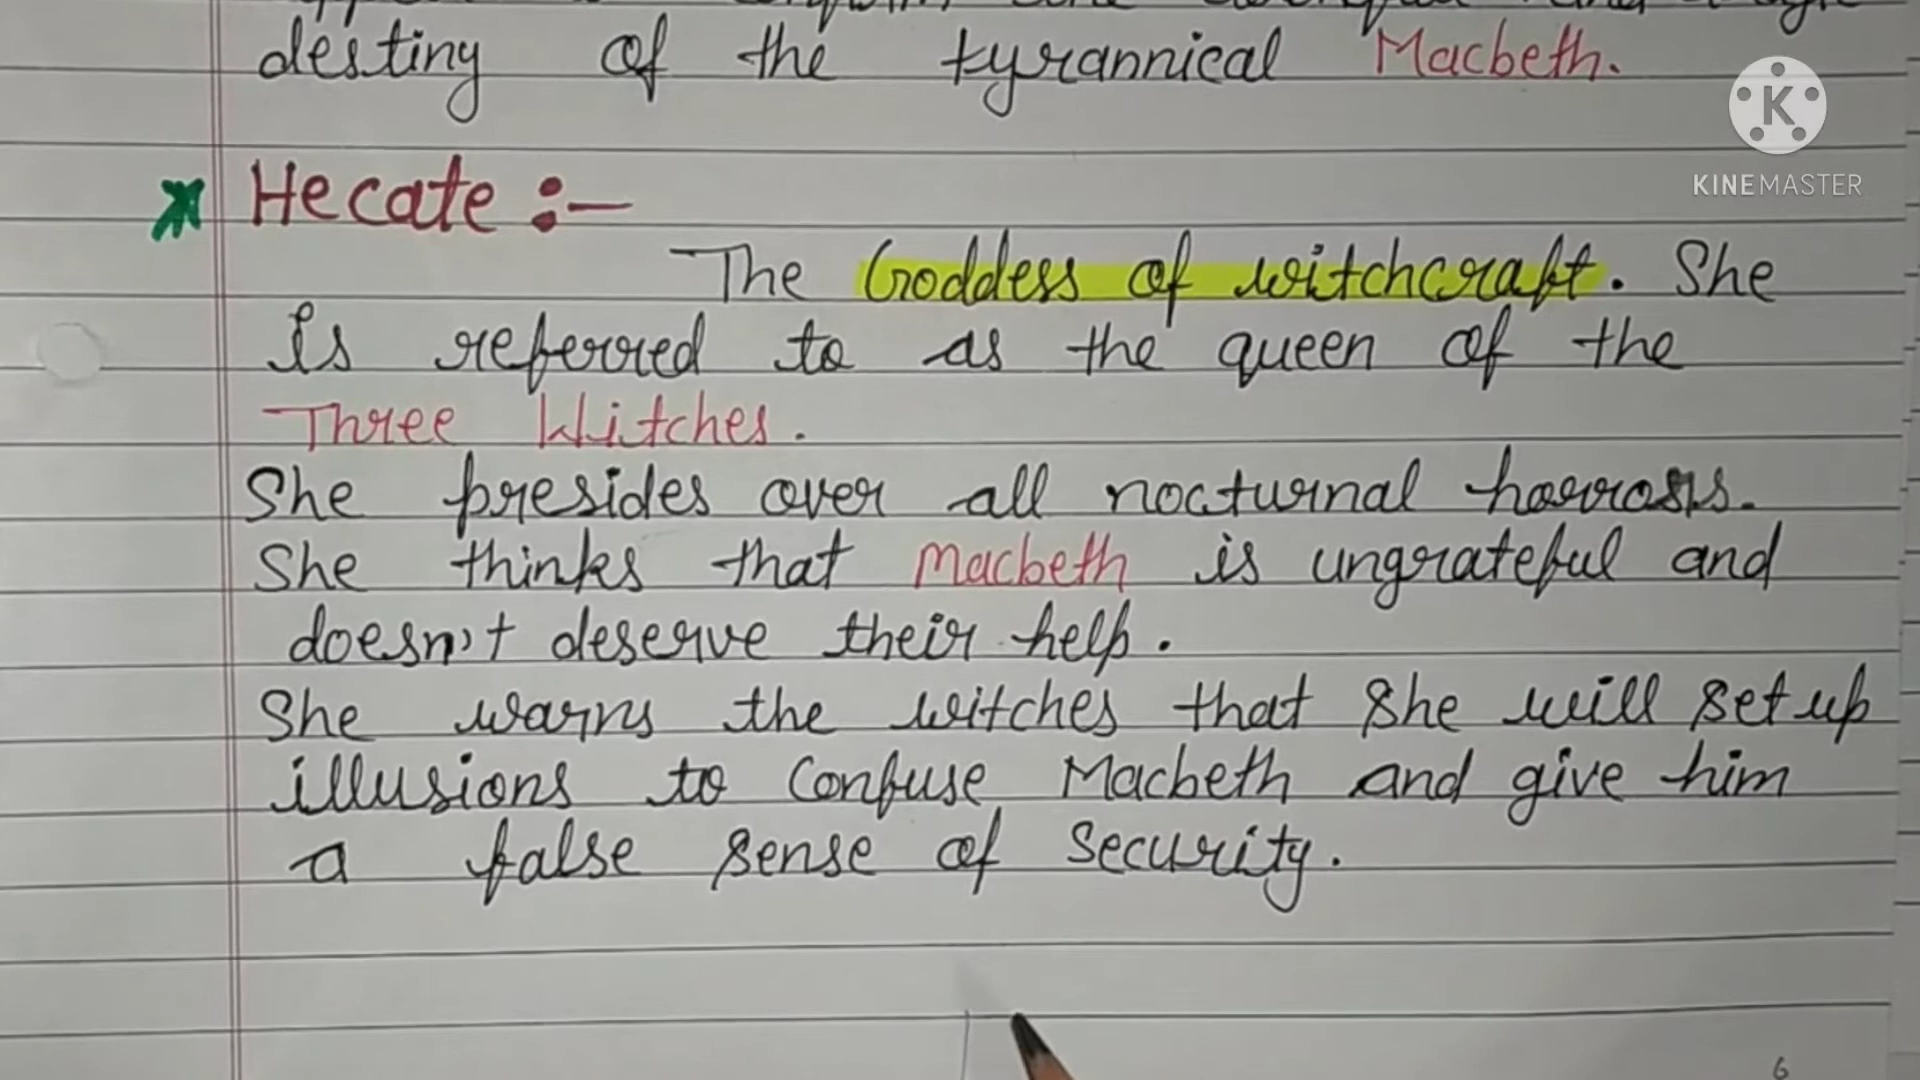 destiny of the tyrannical Macbeth.
K
KINEMASTER
* Hecate :-
The Goddess of witchcraft. She
is referred to as the queen of the
Three Witches.
She presides over all nocturnal horrors.
She thinks that Macbeth is ungrateful and
doesn't deserve their help.
She warns the witches that she will set up
illusions to confuse Macbeth and give him
a false sense of security.
6